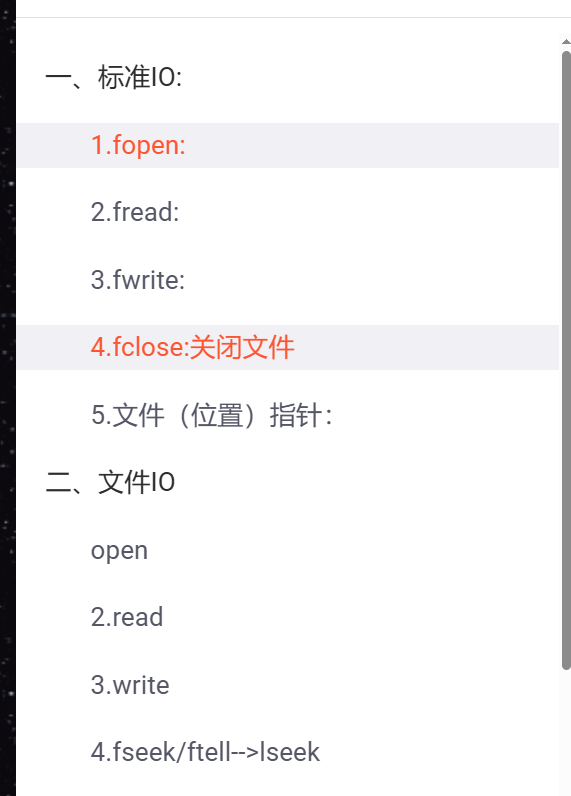 一、标准IO:
1.fopen:
2.fread:
3.fwrite:
4.fclose:关闭文件
5.文件（位置）指针：
二、文件IO
open
2.read
3.write
4.fseek/ftell-->lseek